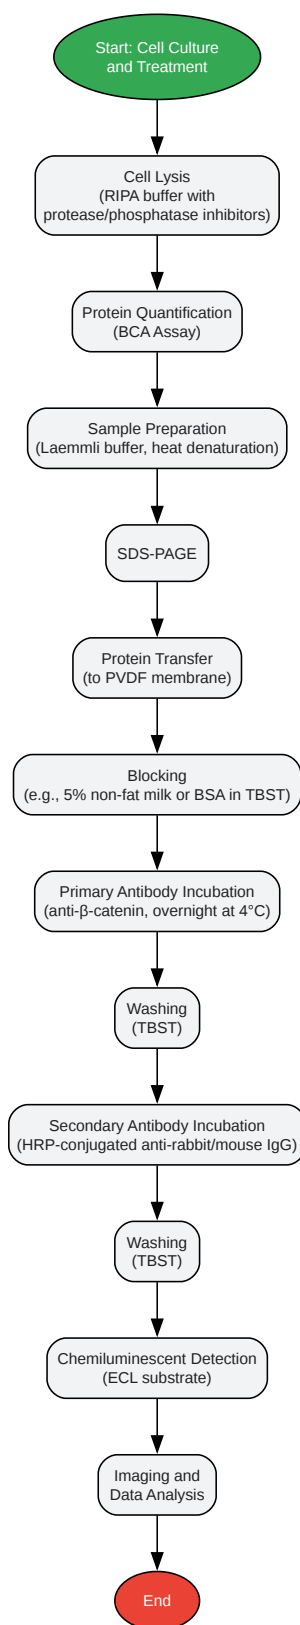 Start: Cell Culture
and Treatment
Cell Lysis
(RIPA buffer with
protease/phosphatase inhibitors)
Protein Quantification
(BCA Assay)
Sample Preparation
(Laemmli buffer, heat denaturation)
SDS-PAGE
Protein Transfer
(to PVDF membrane)
Blocking
(e.g., 5% non-fat milk or BSA in TBST)
Primary Antibody Incubation
(anti-β-catenin, overnight at 4°C)
Washing
(TBST)
Secondary Antibody Incubation
(HRP-conjugated anti-rabbit/mouse IgG)
Washing
(TBST)
Chemiluminescent Detection
(ECL substrate)
Imaging and
Data Analysis
End